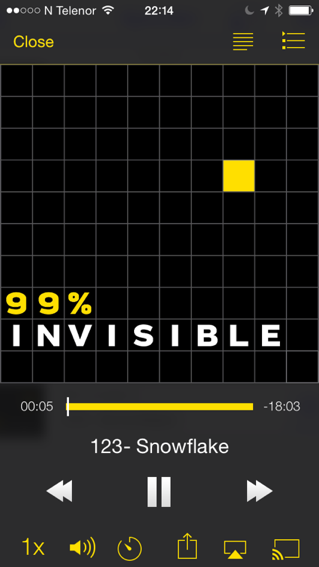 N Telenor 22:14
Close
99%
INVISIBLE
00:05 -18:03
123- Snowflake
1x